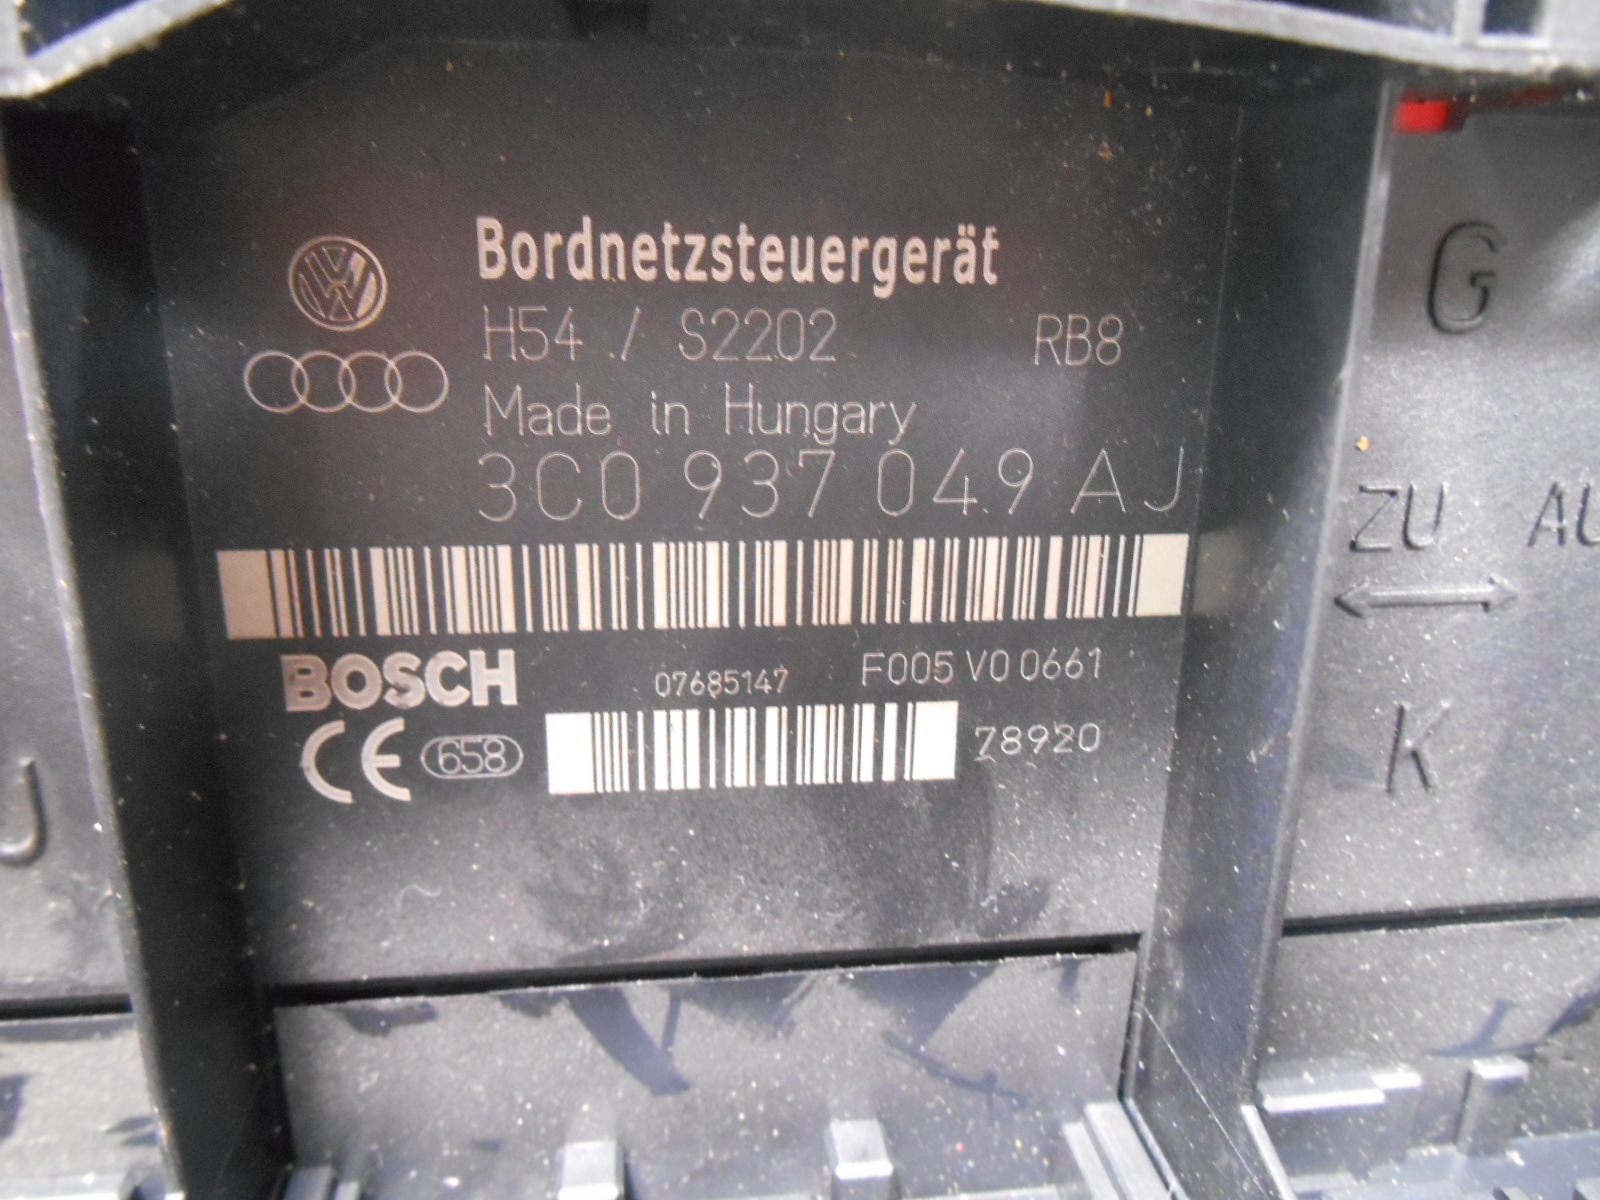 Bordnetzsteuergerät
H54 / S2202 RB8
Made in Hungary
3C0 937 049 AJ
BOSCH 07685147 F005 V0 0661
CE 658 78920
G
ZU AU
K
J